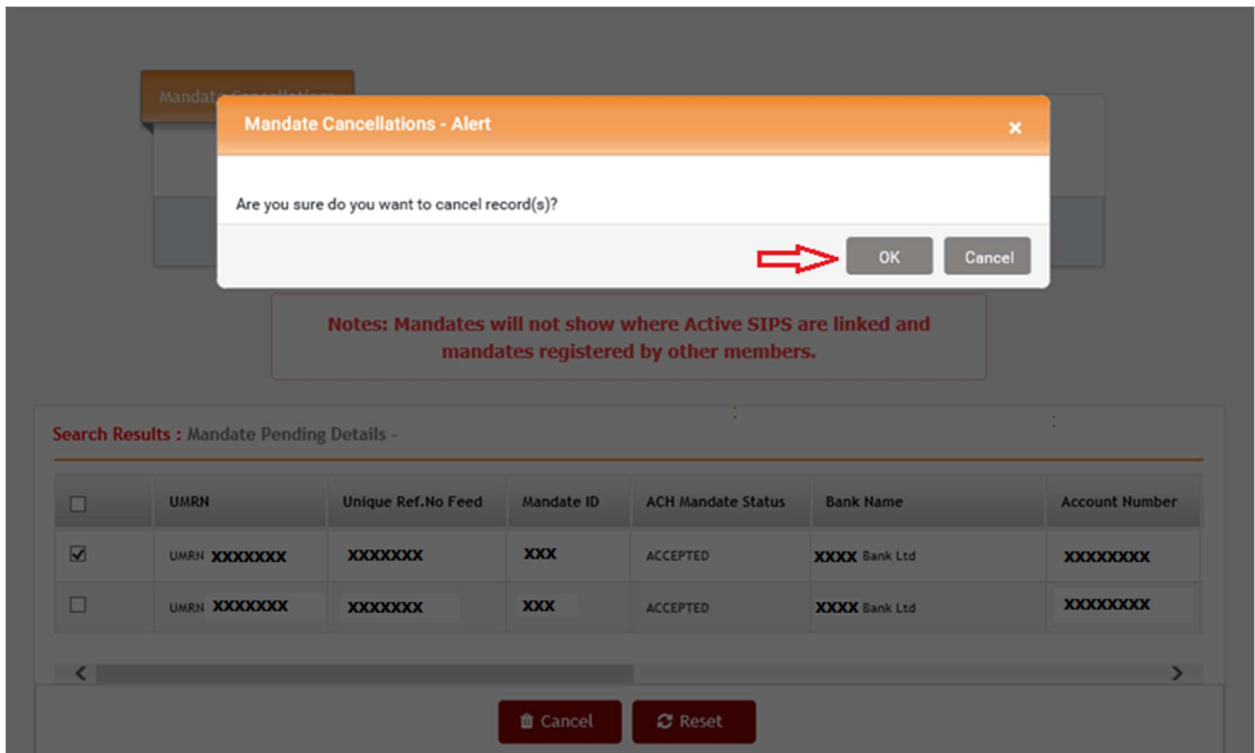 Mandate Cancellations
Mandate Cancellations - Alert
Are you sure do you want to cancel record(s)?
OK Cancel
Notes: Mandates will not show where Active SIPS are linked and
mandates registered by other members.
Search Results : Mandate Pending Details -
UMRN Unique Ref.No Feed Mandate ID ACH Mandate Status Bank Name Account Number
UMRN XXXXXXX XXXXXXX XXX ACCEPTED XXXX Bank Ltd XXXXXXXX
UMRN XXXXXXX XXXXXXX XXX ACCEPTED XXXX Bank Ltd XXXXXXXX
Cancel Reset